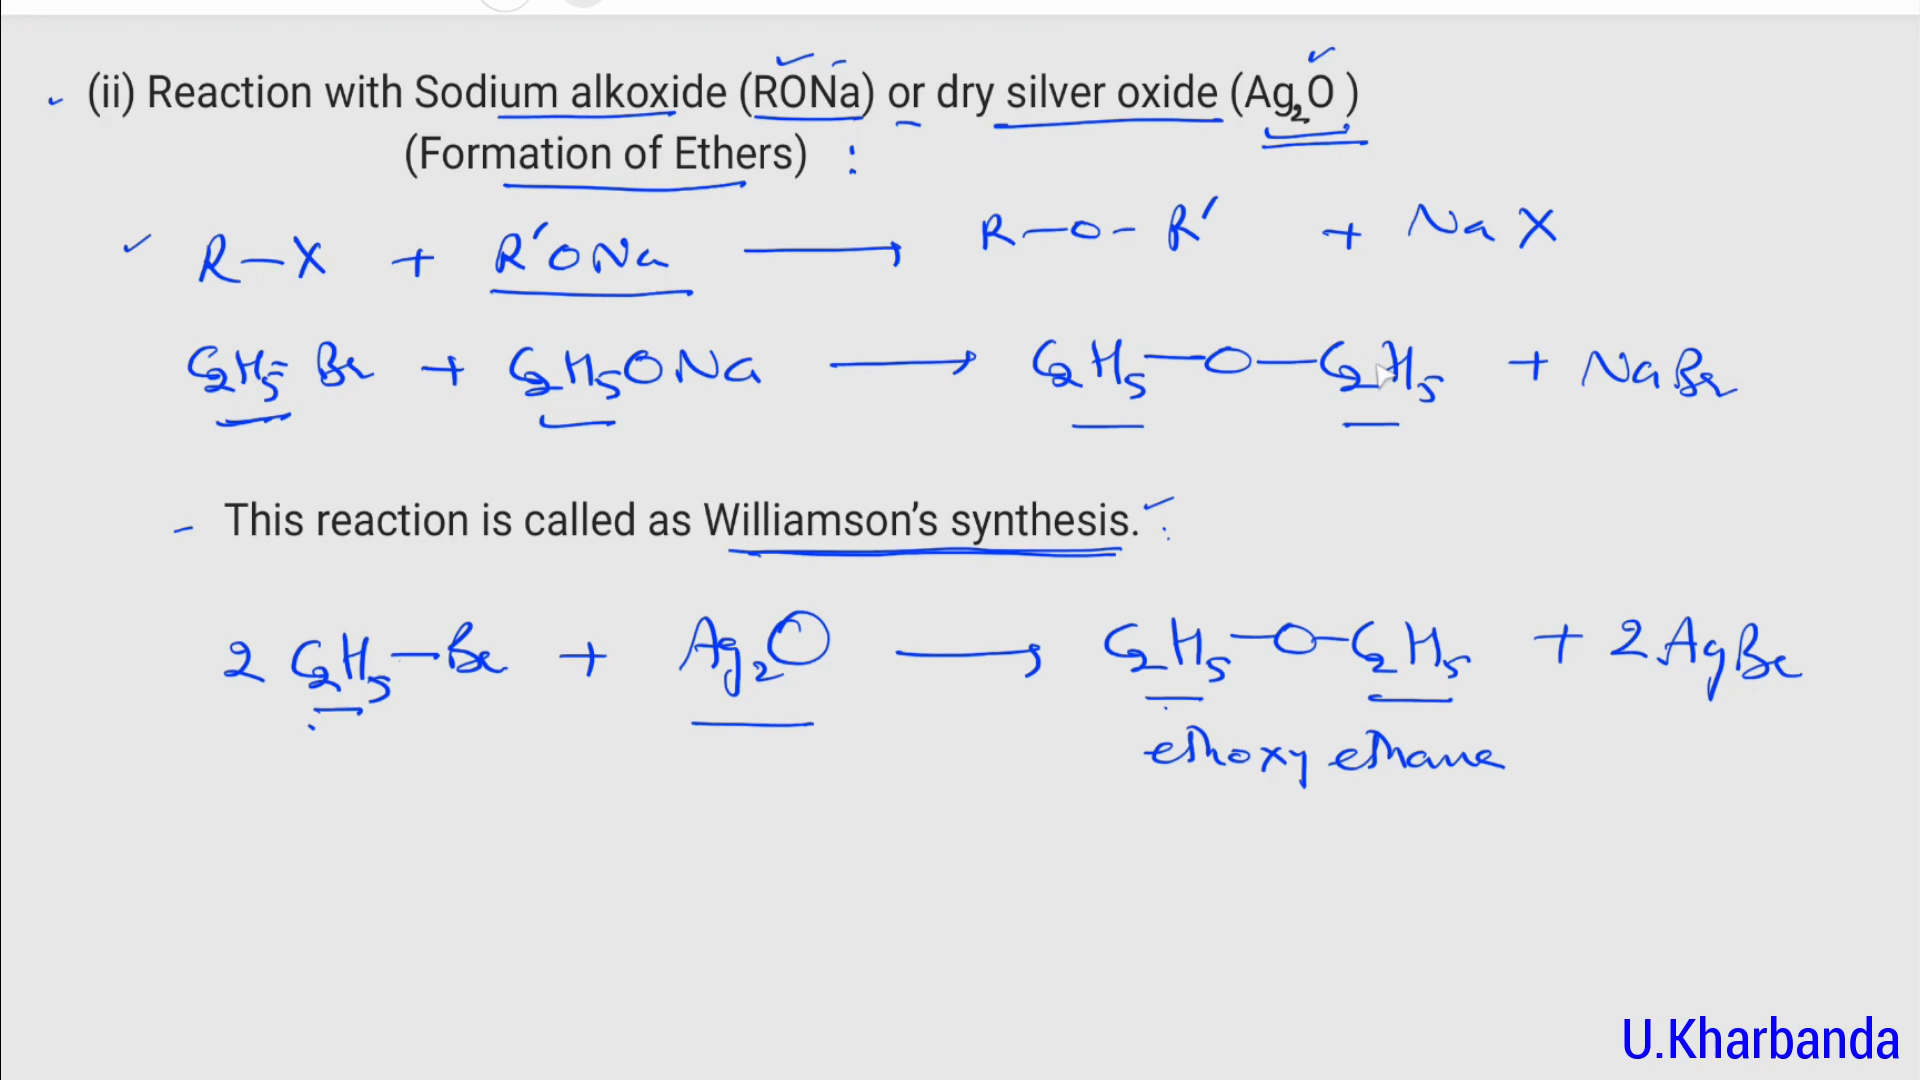 (ii) Reaction with Sodium alkoxide (RONa) or dry silver oxide (Ag₂O )
(Formation of Ethers) :
R—X + R'ONa ⟶ R—O—R' + NaX
C₂H₅Br + C₂H₅ONa ⟶ C₂H₅—O—C₂H₅ + NaBr
- This reaction is called as Williamson’s synthesis.
2 C₂H₅—Br + Ag₂O ⟶ C₂H₅—O—C₂H₅ + 2AgBr
ethoxy ethane
U.Kharbanda